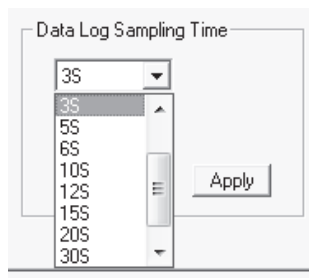 Data Log Sampling Time
3S
3S
5S
6S
10S
12S
Apply
15S
20S
30S